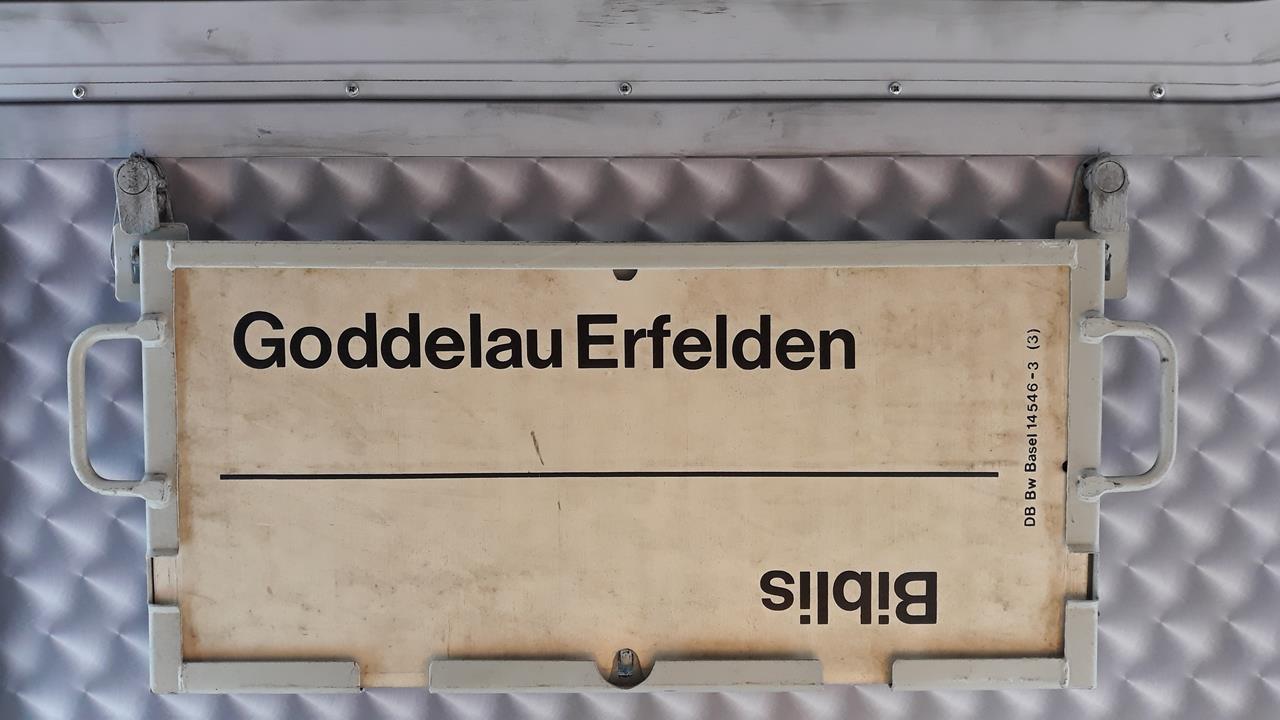 Goddelau Erfelden
Biblis
DB Bw Basel 14546-3 (3)